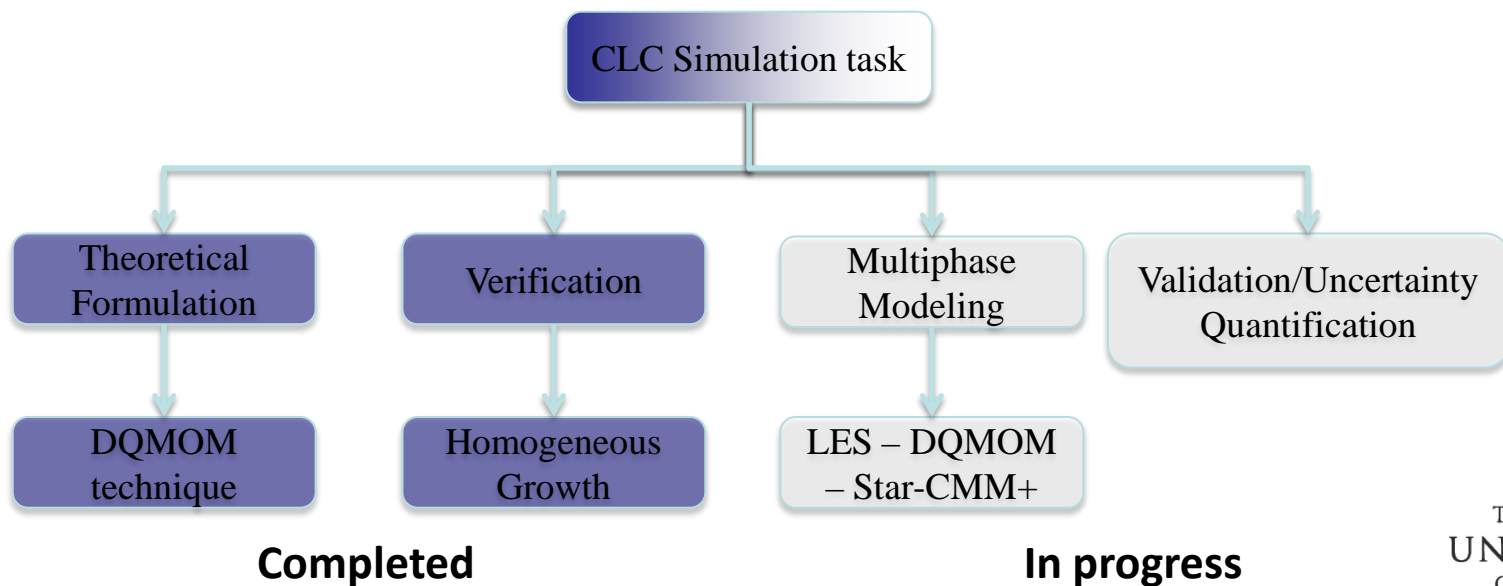 CLC Simulation task
Theoretical
Formulation
Verification
Multiphase
Modeling
Validation/Uncertainty
Quantification
DQMOM
technique
Homogeneous
Growth
LES – DQMOM
– Star-CMM+
Completed
In progress